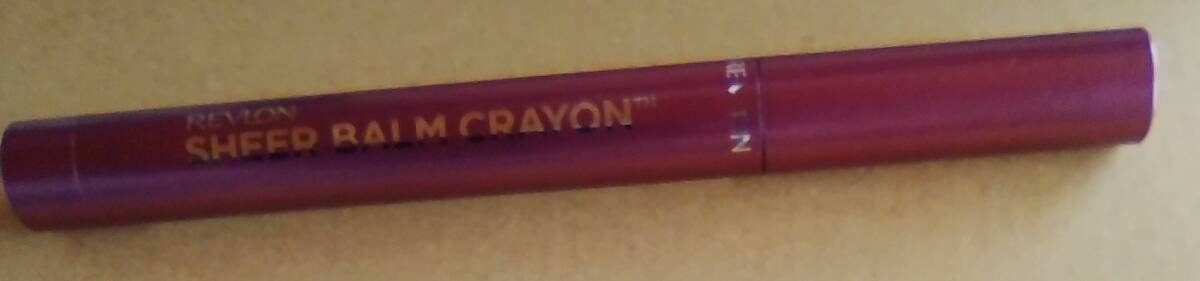 REVLON
SHEER BALM CRAYON™